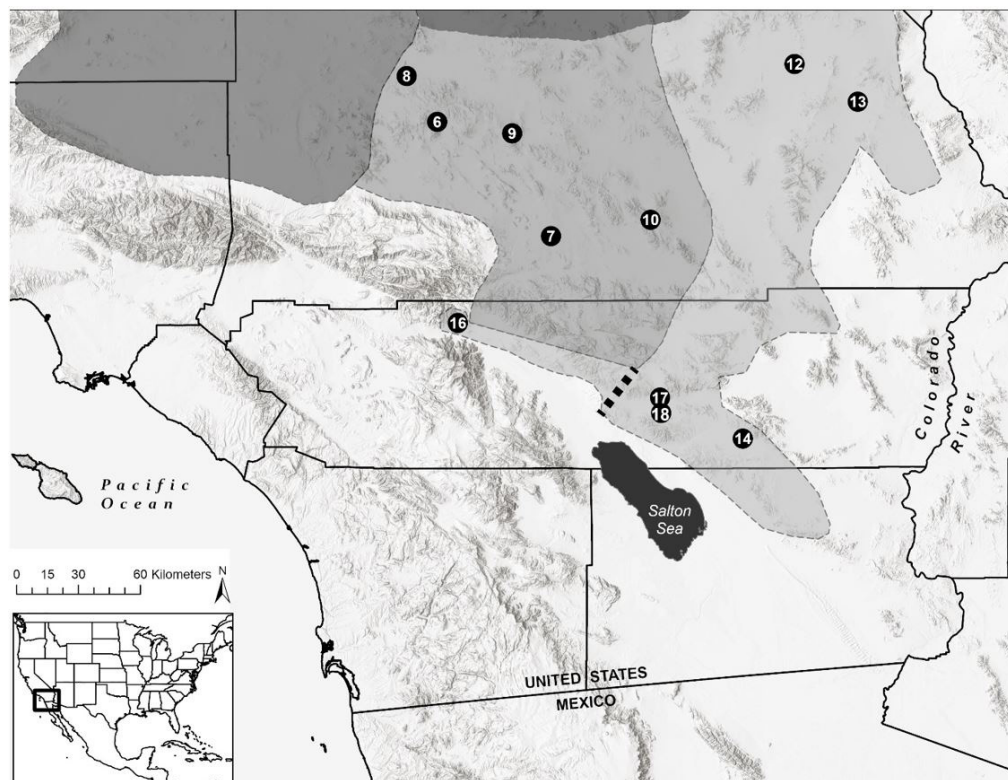 12
8
13
6
9
10
7
16
17
18
14
Colorado
River
Pacific
Ocean
Salton
Sea
0 15 30 60 Kilometers
N
UNITED STATES
MEXICO